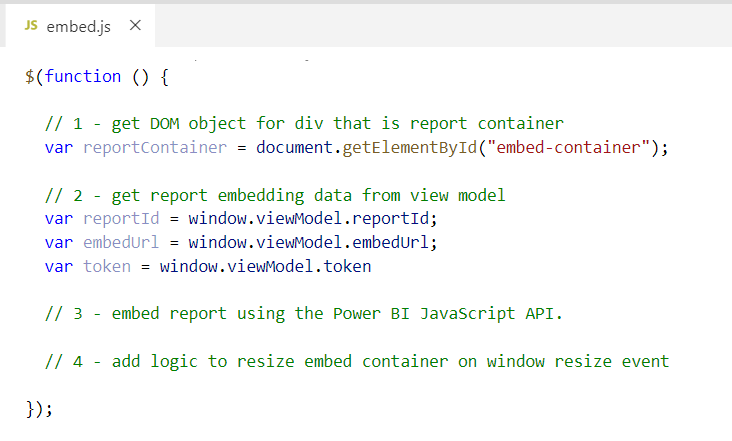 JS embed.js ×
$(function () {
// 1 - get DOM object for div that is report container
var reportContainer = document.getElementById("embed-container");
// 2 - get report embedding data from view model
var reportId = window.viewModel.reportId;
var embedUrl = window.viewModel.embedUrl;
var token = window.viewModel.token
// 3 - embed report using the Power BI JavaScript API.
// 4 - add logic to resize embed container on window resize event
});